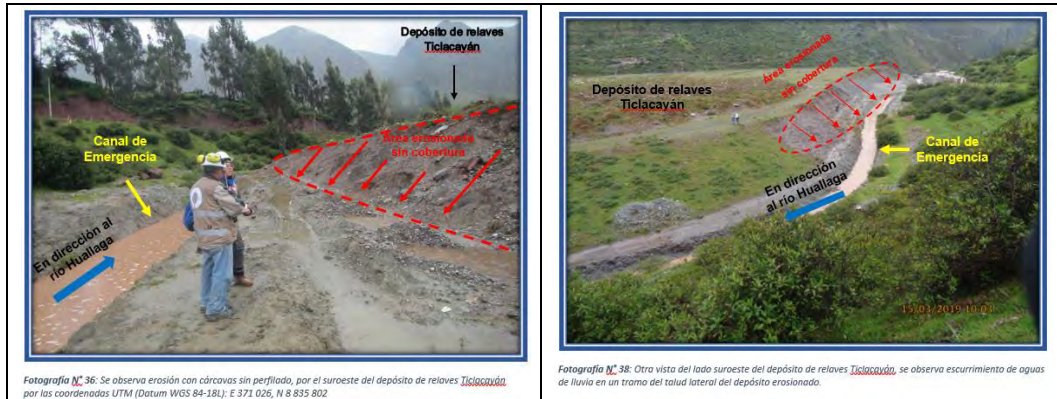 Depósito de relaves
Ticlacayán
Canal de
Emergencia
Área erosionada
sin cobertura
En dirección al
río Huallaga
Fotografía N° 36: Se observa erosión con cárcavas sin perfilado, por el suroeste del depósito de relaves Ticlacayán,
por las coordenadas UTM (Datum WGS 84-18L): E 371 026, N 8 835 802
Área erosionada
sin cobertura
Depósito de relaves
Ticlacayán
Canal de
Emergencia
En dirección
al río Huallaga
15/03/2019 10:03
Fotografía N° 38: Otra vista del lado suroeste del depósito de relaves Ticlacayán, se observa escurrimiento de aguas
de lluvia en un tramo del talud lateral del depósito erosionado.